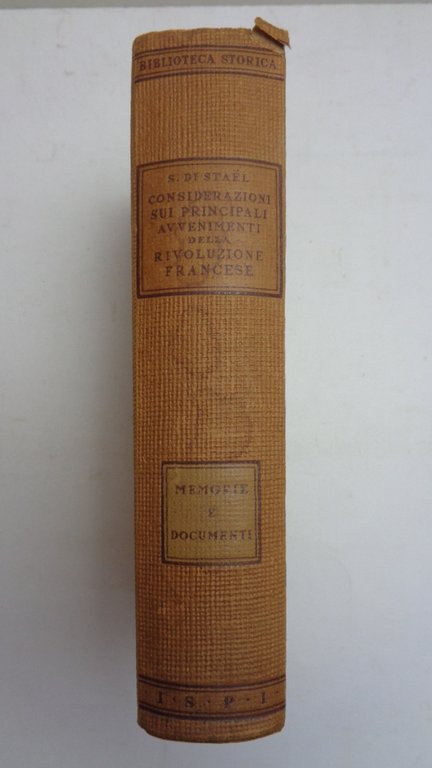 BIBLIOTECA STORICA
S. DI STAËL
CONSIDERAZIONI
SUI PRINCIPALI
AVVENIMENTI
DELLA
RIVOLUZIONE
FRANCESE
MEMORIE
E
DOCUMENTI
· I · S · P · I ·